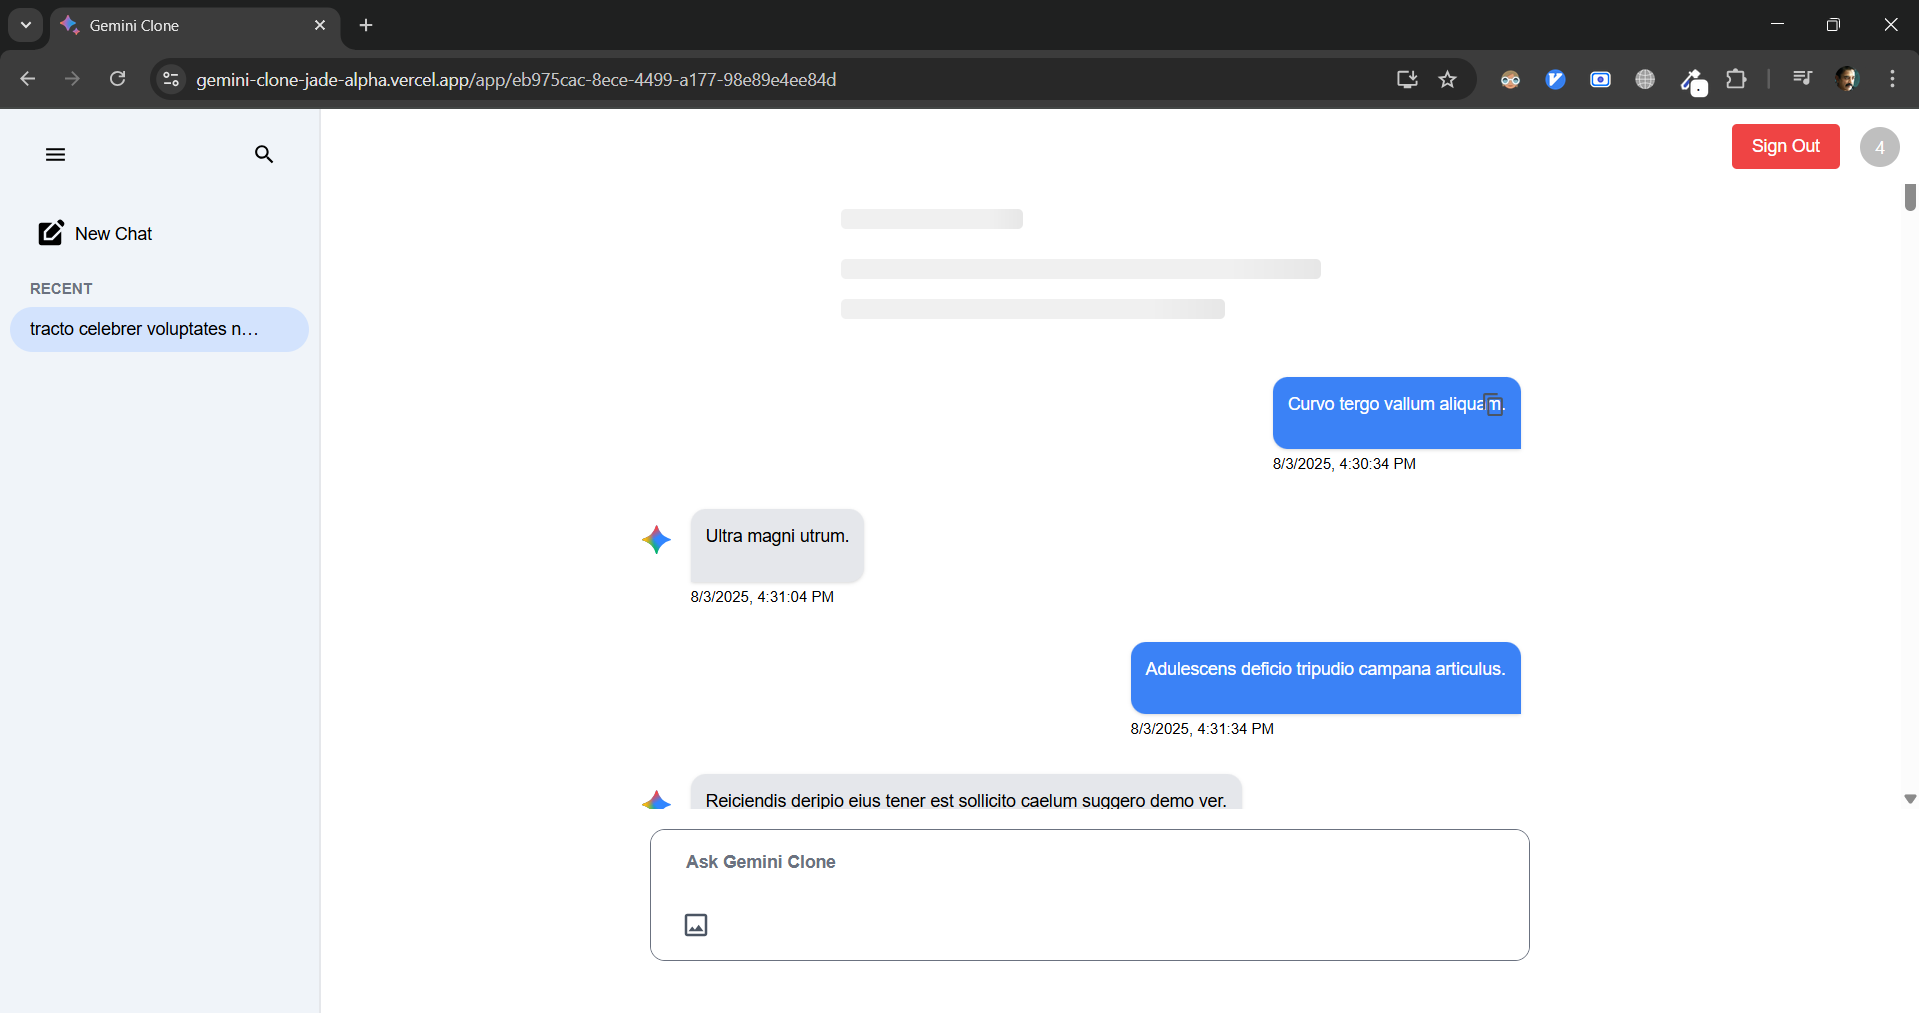 Gemini Clone
gemini-clone-jade-alpha.vercel.app/app/eb975cac-8ece-4499-a177-98e89e4ee84d
Sign Out
4
New Chat
RECENT
tracto celebrer voluptates n...
Curvo tergo vallum aliquam.
8/3/2025, 4:30:34 PM
Ultra magni utrum.
8/3/2025, 4:31:04 PM
Adulescens deficio tripudio campana articulus.
8/3/2025, 4:31:34 PM
Reiciendis deripio eius tener est sollicito caelum suggero demo ver.
Ask Gemini Clone